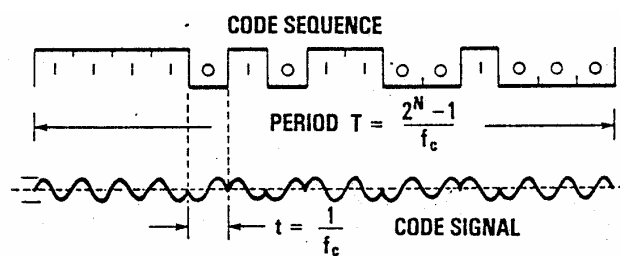 CODE SEQUENCE
1 1 1 1 0 1 0 1 1 0 0 1 0 0 0
PERIOD T = 2^N -1 / f_c
t = 1 / f_c CODE SIGNAL